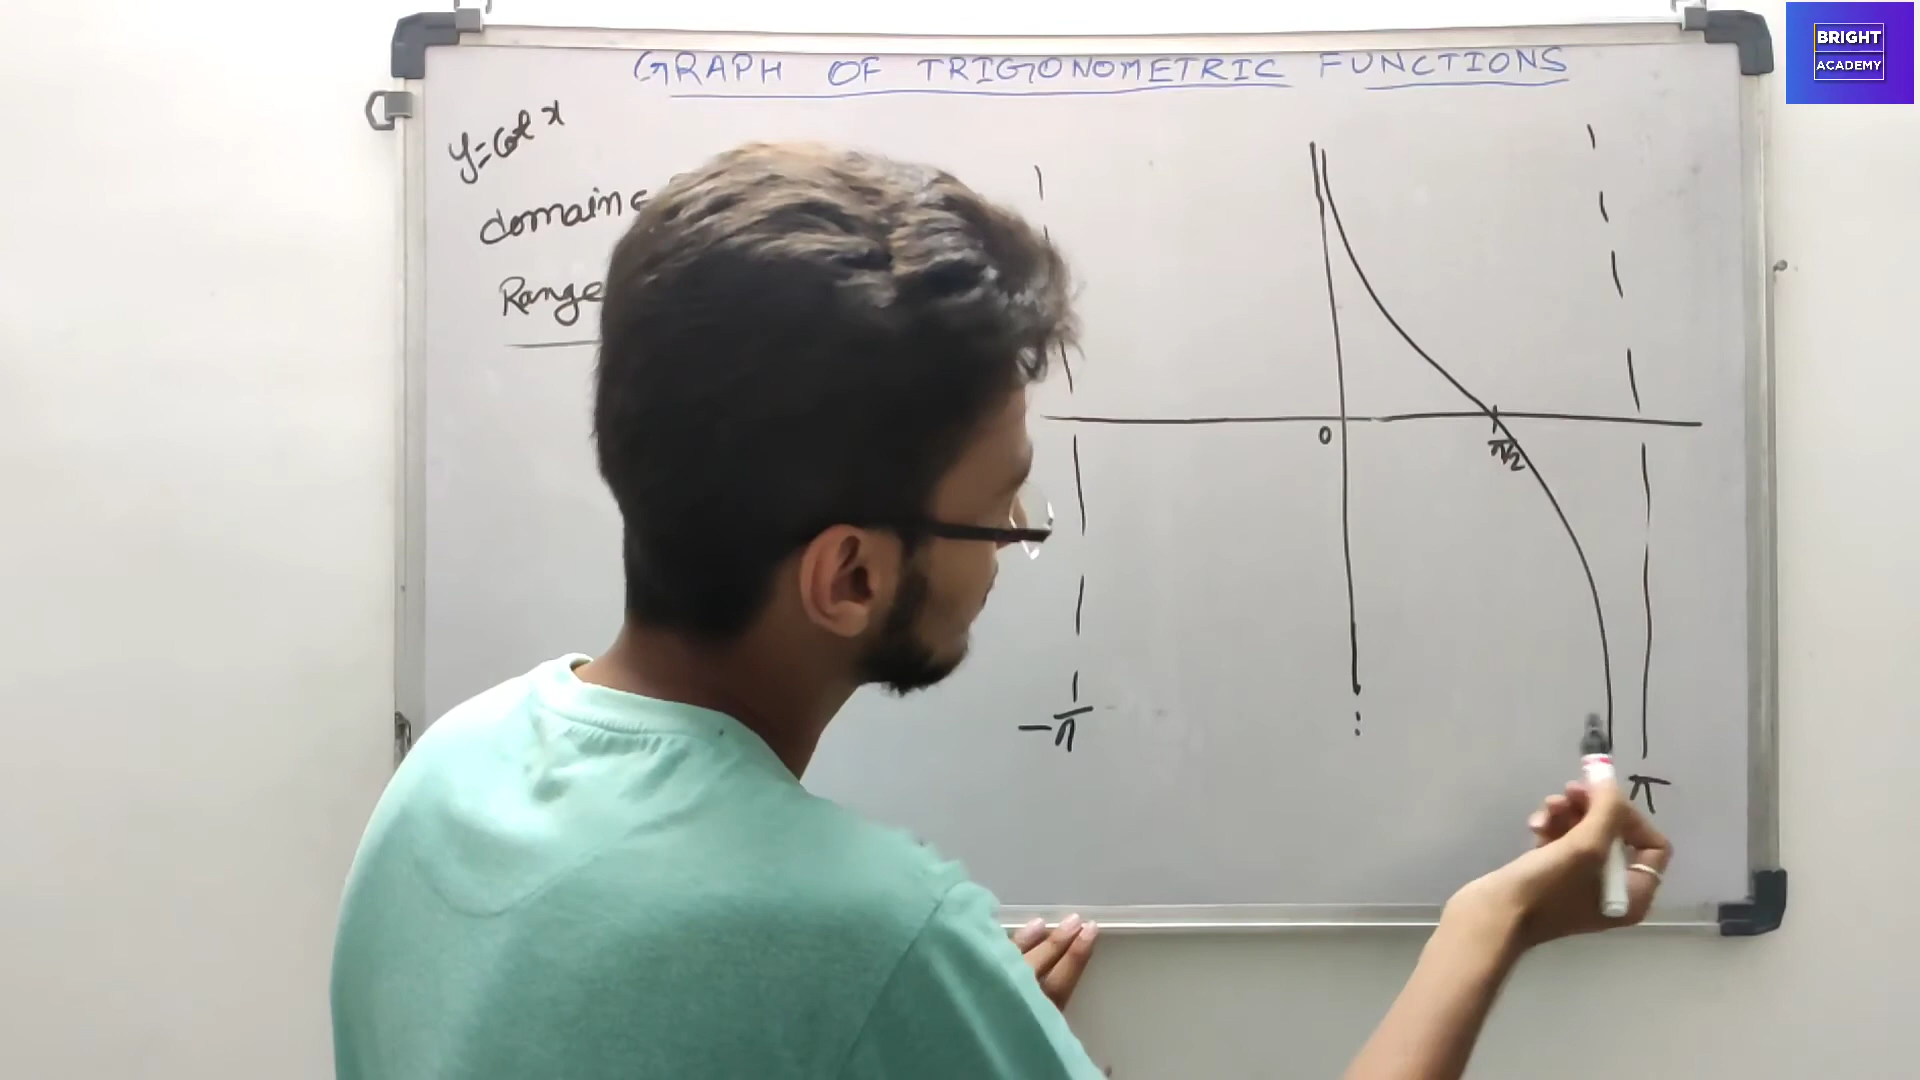 BRIGHT
ACADEMY
GRAPH OF TRIGONOMETRIC FUNCTIONS
y = cot x
domain ∈
Range
0
π/2
-π
π